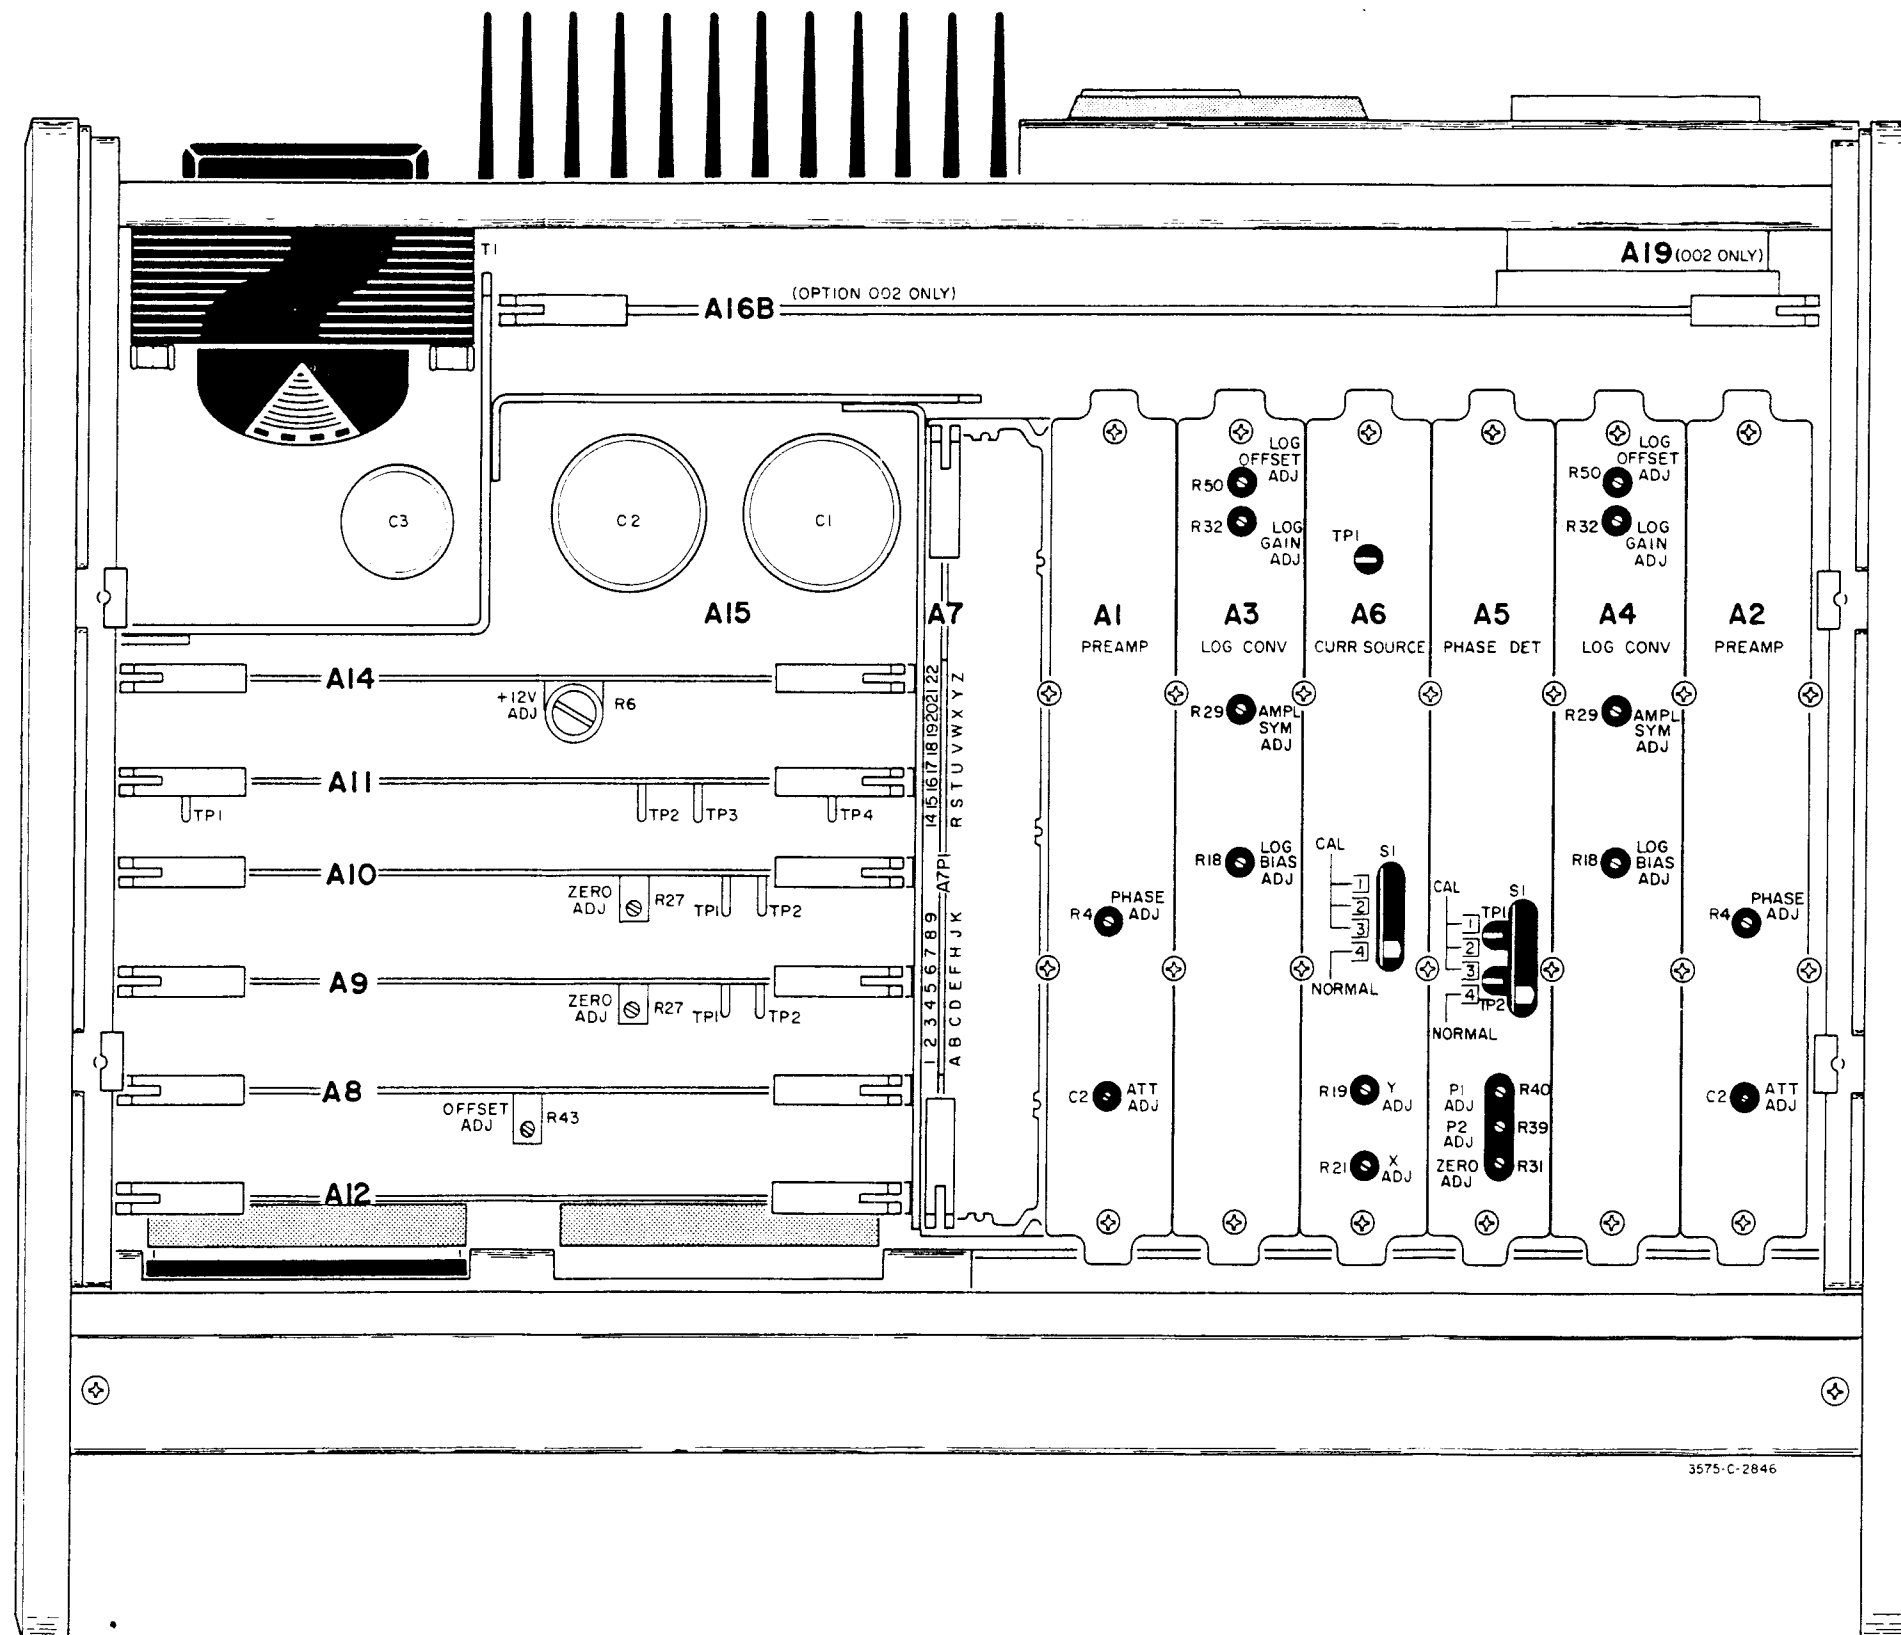 T1
A19 (002 ONLY)
A16B (OPTION 002 ONLY)
C3
C2
C1
A15
A7
A14
+12V
ADJ
R6
A11
TP1
TP2
TP3
TP4
A10
ZERO
ADJ
R27
TP1
TP2
A9
ZERO
ADJ
R27
TP1
TP2
A8
OFFSET
ADJ
R43
A12
14 15 16 17 18 19 20 21 22
R S T U V W X Y Z
A7P1
1 2 3 4 5 6 7 8 9
A B C D E F H J K
A1
PREAMP
R4
PHASE
ADJ
C2
ATT
ADJ
LOG
OFFSET
ADJ
R50
R32
LOG
GAIN
ADJ
A3
LOG CONV
R29
AMPL
SYM
ADJ
R18
LOG
BIAS
ADJ
TP1
A6
CURR SOURCE
CAL
S1
1
2
3
4
NORMAL
R19
Y
ADJ
R21
X
ADJ
A5
PHASE DET
CAL
S1
1
TP1
2
3
4
TP2
NORMAL
P1
ADJ
R40
P2
ADJ
R39
ZERO
ADJ
R31
LOG
OFFSET
ADJ
R50
R32
LOG
GAIN
ADJ
A4
LOG CONV
R29
AMPL
SYM
ADJ
R18
LOG
BIAS
ADJ
A2
PREAMP
R4
PHASE
ADJ
C2
ATT
ADJ
3575-C-2846